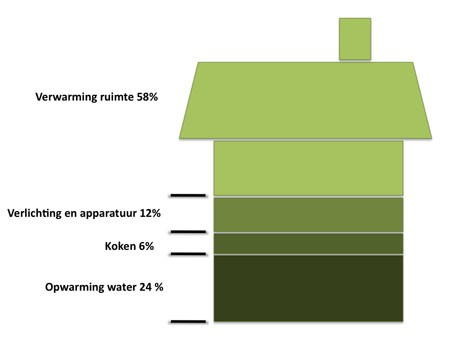 Verwarming ruimte 58%
Verlichting en apparatuur 12%
Koken 6%
Opwarming water 24 %